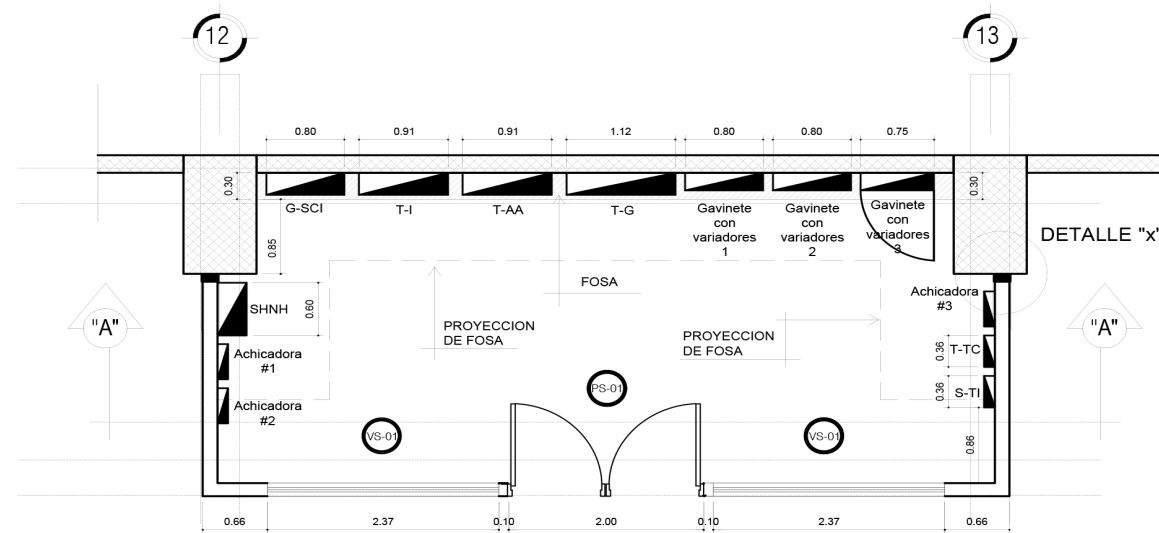 12
13
0.80
0.91
0.91
1.12
0.80
0.80
0.75
0.30
0.30
G-SCI
T-I
T-AA
T-G
Gavinete
con
variadores
1
Gavinete
con
variadores
2
Gavinete
con
variadores
3
DETALLE "x"
0.85
FOSA
SHNH
0.60
Achicadora
#3
"A"
"A"
PROYECCION
DE FOSA
PROYECCION
DE FOSA
Achicadora
#1
0.36
T-TC
Achicadora
#2
0.36
S-TI
PS-01
VS-01
VS-01
0.86
0.66
2.37
0.10
2.00
0.10
2.37
0.66